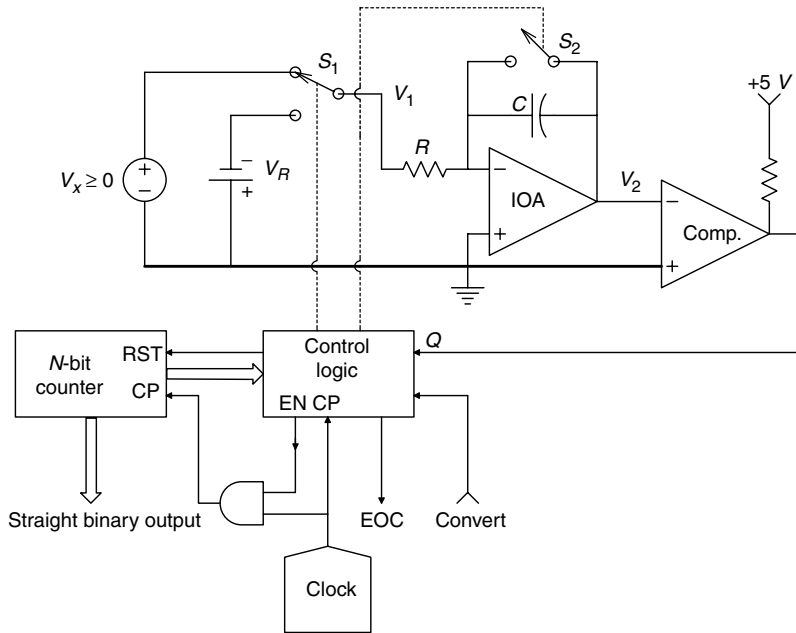 S2
S1
+5 V
V1
C
R
−
+
−
VR
+
Vx ≥ 0
−
IOA
+
V2
−
Comp.
+
N-bit
counter
RST
CP
Control
logic
EN CP
Q
Straight binary output
EOC
Convert
Clock